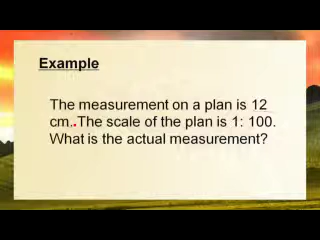 Example
The measurement on a plan is 12
cm. The scale of the plan is 1: 100.
What is the actual measurement?